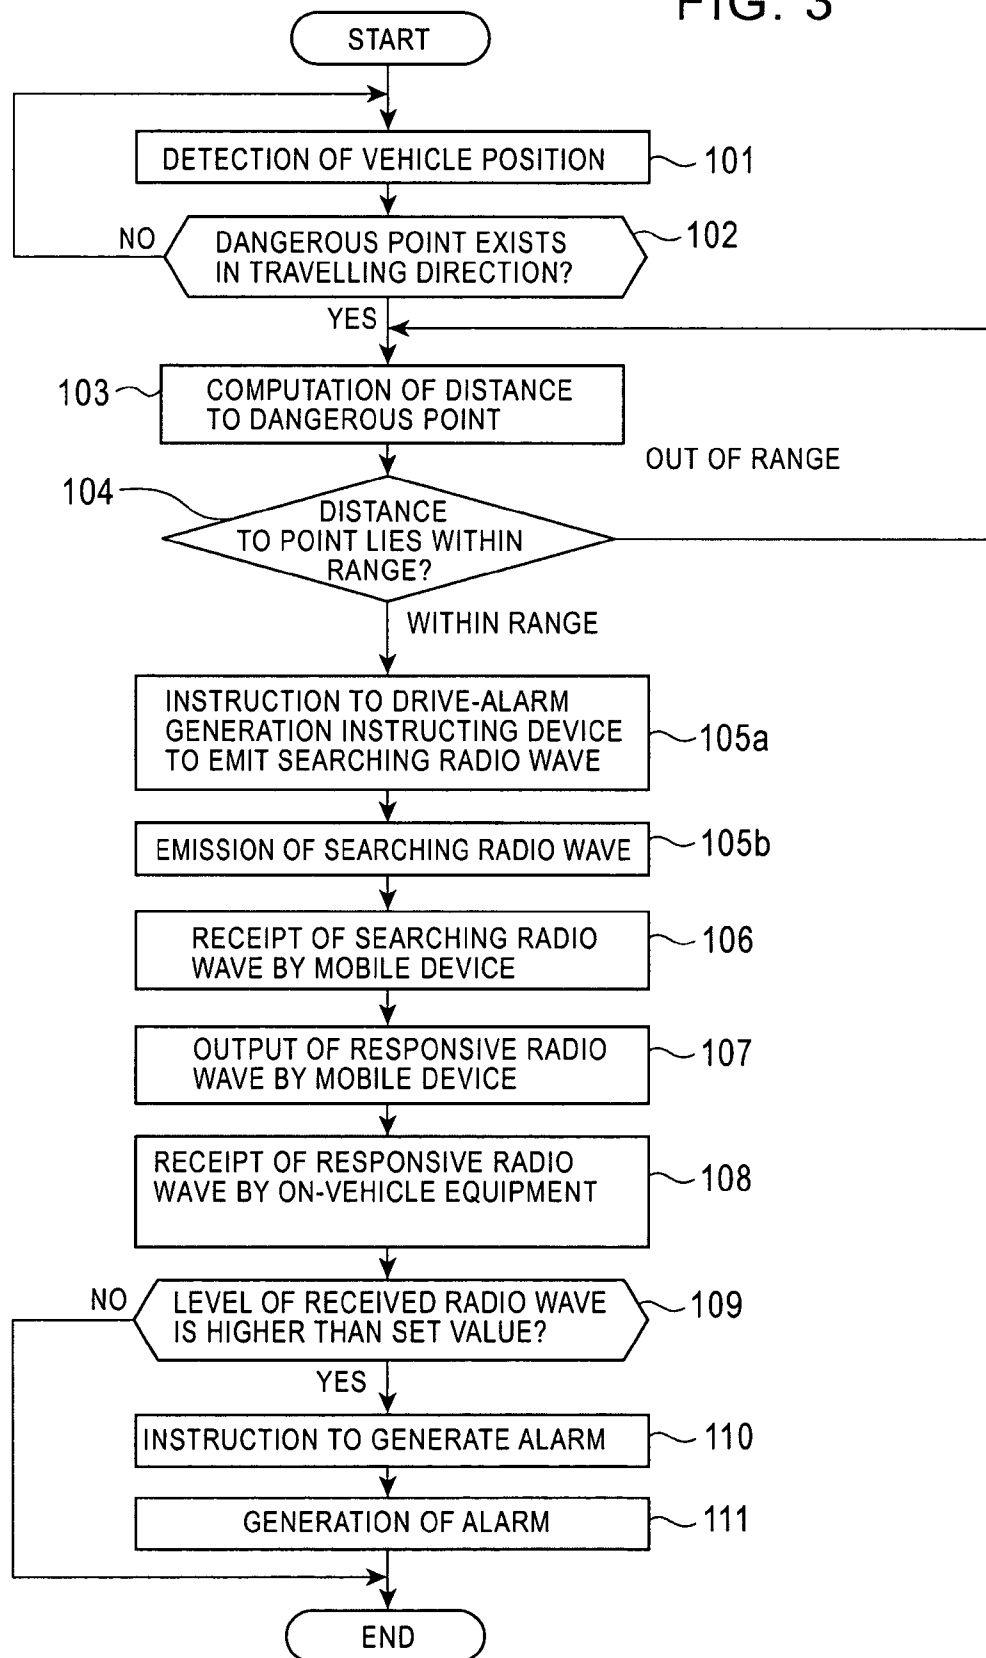 FIG. 3
START
DETECTION OF VEHICLE POSITION
101
NO
DANGEROUS POINT EXISTS
IN TRAVELLING DIRECTION?
102
YES
103
COMPUTATION OF DISTANCE
TO DANGEROUS POINT
OUT OF RANGE
104
DISTANCE
TO POINT LIES WITHIN
RANGE?
WITHIN RANGE
INSTRUCTION TO DRIVE-ALARM
GENERATION INSTRUCTING DEVICE
TO EMIT SEARCHING RADIO WAVE
105a
EMISSION OF SEARCHING RADIO WAVE
105b
RECEIPT OF SEARCHING RADIO
WAVE BY MOBILE DEVICE
106
OUTPUT OF RESPONSIVE RADIO
WAVE BY MOBILE DEVICE
107
RECEIPT OF RESPONSIVE RADIO
WAVE BY ON-VEHICLE EQUIPMENT
108
NO
LEVEL OF RECEIVED RADIO WAVE
IS HIGHER THAN SET VALUE?
109
YES
INSTRUCTION TO GENERATE ALARM
110
GENERATION OF ALARM
111
END